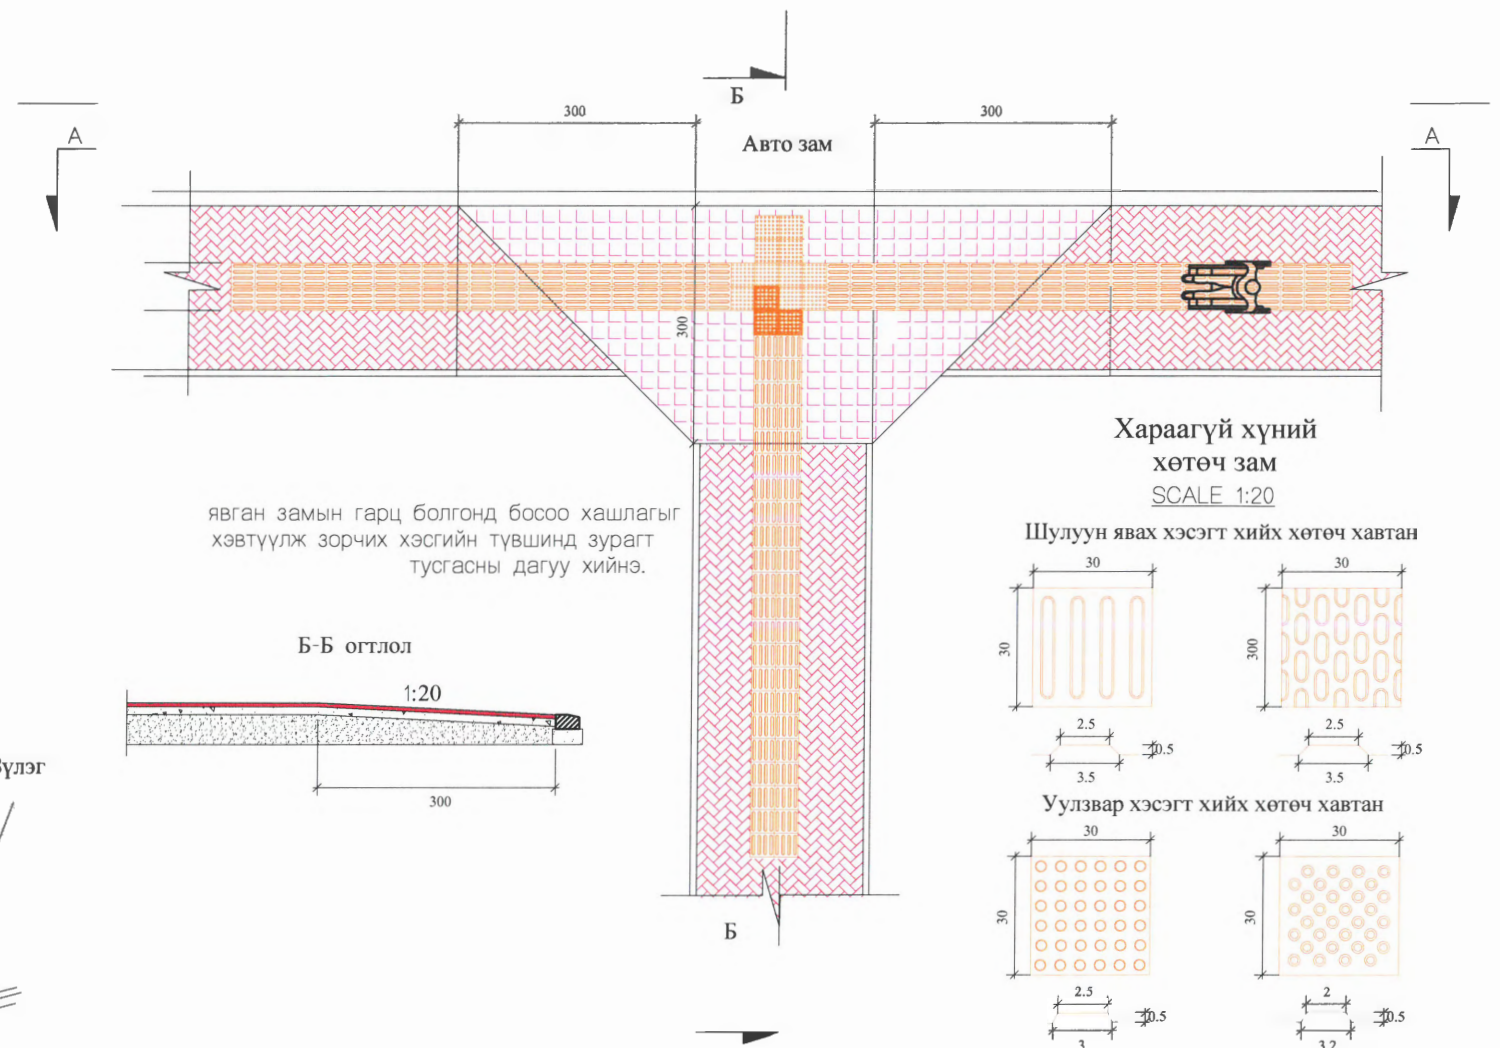 Б
300
300
А
Авто зам
А
300
Хараагүй хүний
хөтөч зам
SCALE 1:20
явган замын гарц болгонд босоо хашлагыг
хэвтүүлж зорчих хэсгийн түвшинд зурагт
тусгасны дагуу хийнэ.
Шулуун явах хэсэгт хийх хөтөч хавтан
30
30
30
300
2.5
0.5
3.5
2.5
0.5
3.5
Б-Б огтлол
1:20
300
Уулзвар хэсэгт хийх хөтөч хавтан
30
30
30
30
2.5
0.5
3
2
0.5
3.2
Б